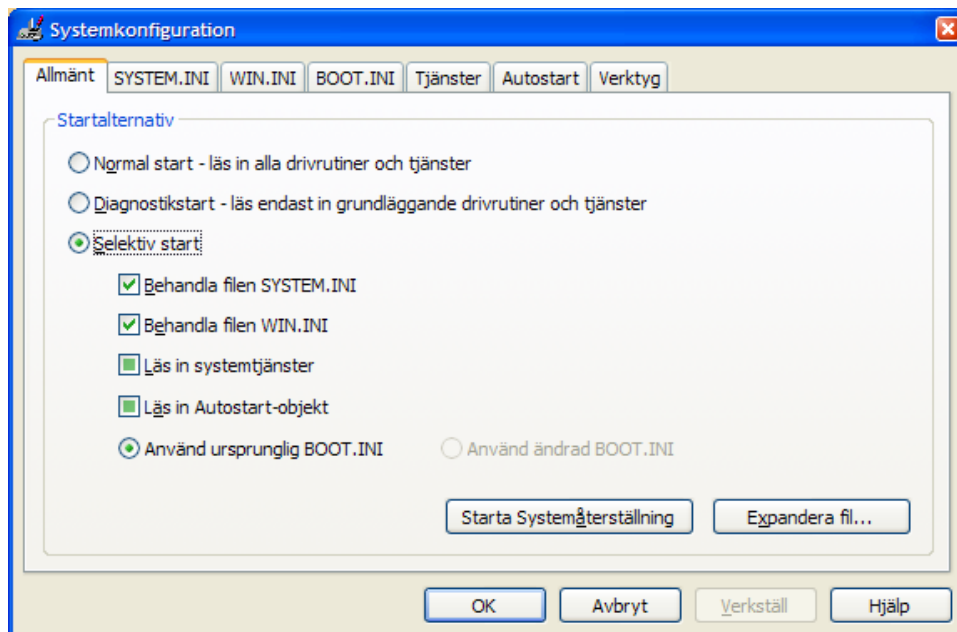 Systemkonfiguration
Allmänt SYSTEM.INI WIN.INI BOOT.INI Tjänster Autostart Verktyg
Startalternativ
Normal start - läs in alla drivrutiner och tjänster
Diagnostikstart - läs endast in grundläggande drivrutiner och tjänster
Selektiv start
Behandla filen SYSTEM.INI
Behandla filen WIN.INI
Läs in systemtjänster
Läs in Autostart-objekt
Använd ursprunglig BOOT.INI Använd ändrad BOOT.INI
Starta Systemåterställning Expandera fil...
OK Avbryt Verkställ Hjälp